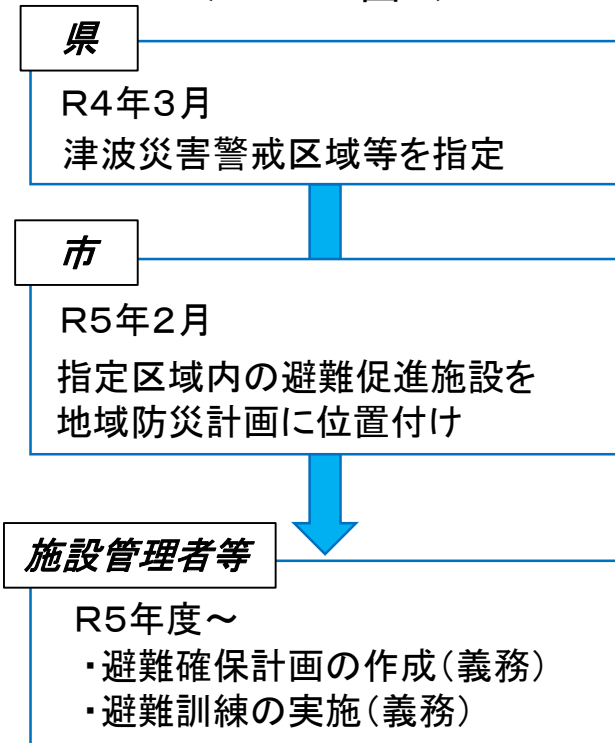 県
R4年3月
津波災害警戒区域等を指定
市
R5年2月
指定区域内の避難促進施設を
地域防災計画に位置付け
施設管理者等
R5年度～
・避難確保計画の作成（義務）
・避難訓練の実施（義務）